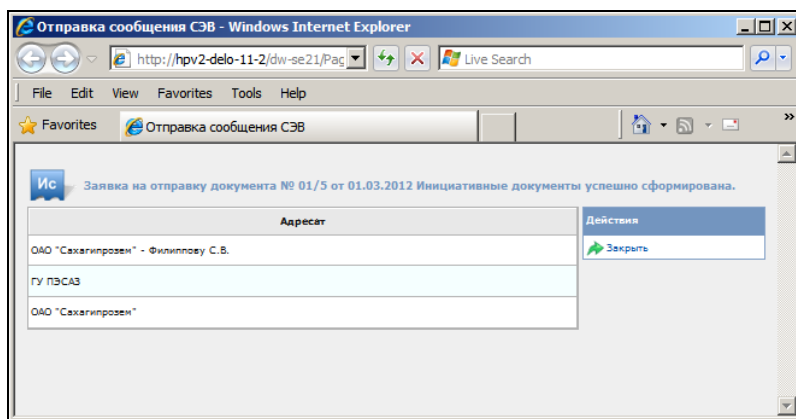 Отправка сообщения СЭВ - Windows Internet Explorer
http://hpv2-delo-11-2/dw-se21/Pag
Live Search
File Edit View Favorites Tools Help
Favorites Отправка сообщения СЭВ
Ис Заявка на отправку документа № 01/5 от 01.03.2012 Инициативные документы успешно сформирована.
Адресат Действия
ОАО "Сахагипрозем" - Филиппову С.В. Закрыть
ГУ ПЭСАЗ
ОАО "Сахагипрозем"